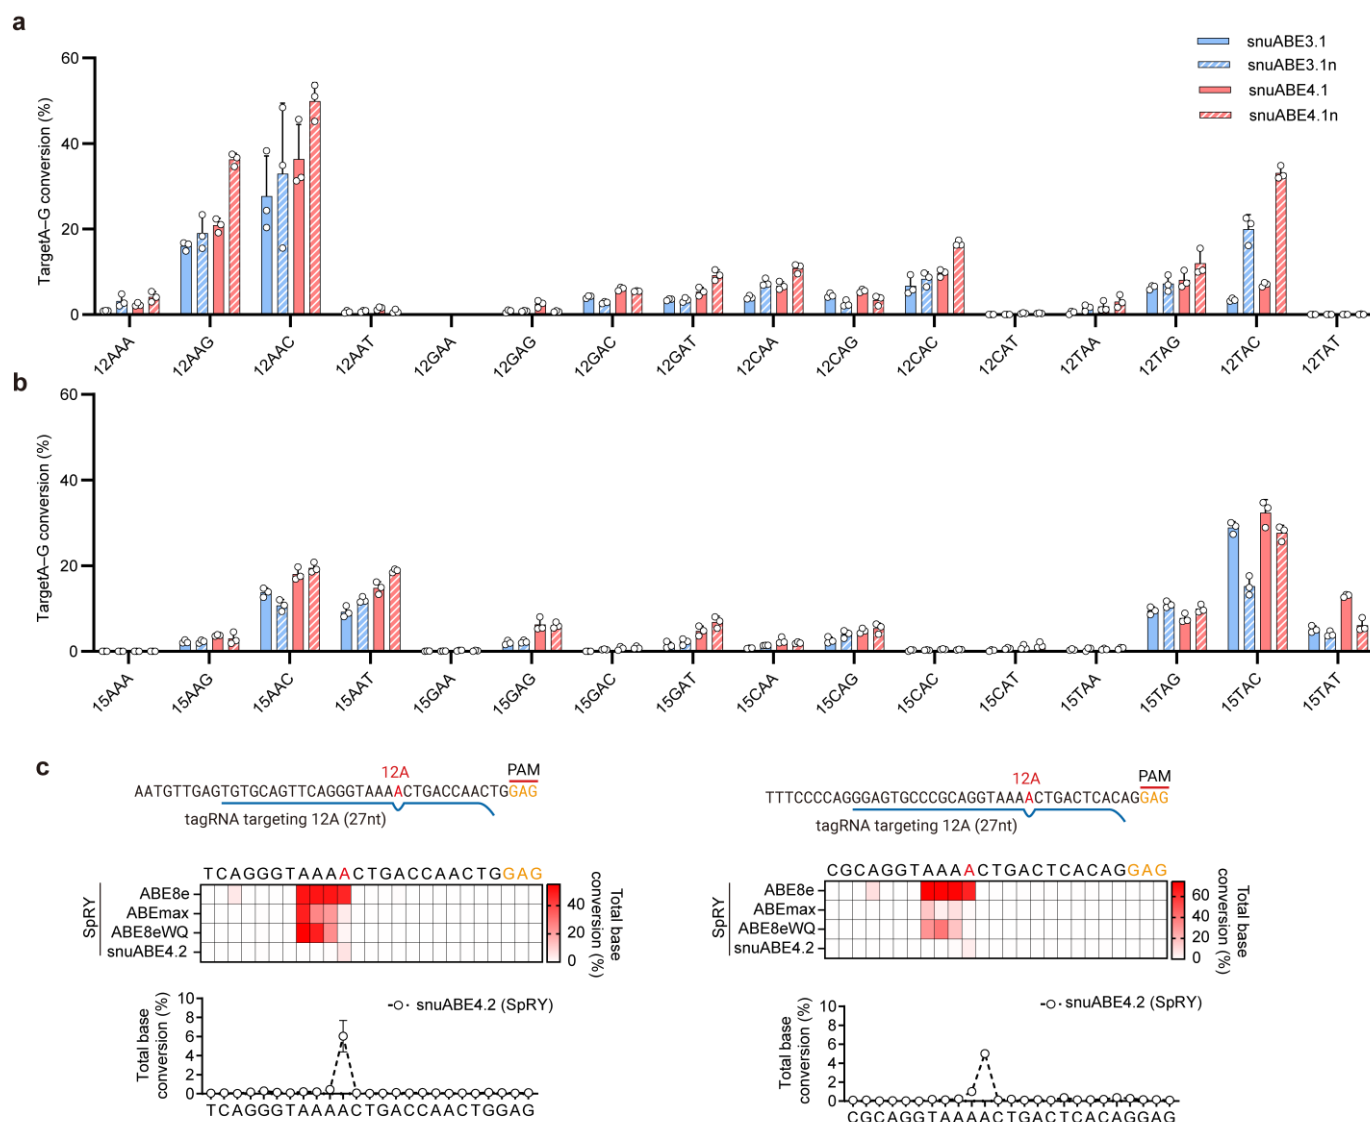 a
snuABE3.1
snuABE3.1n
snuABE4.1
snuABE4.1n
TargetA–G conversion (%)
60
40
20
0
12AAA 12AAG 12AAC 12AAT 12GAA 12GAG 12GAC 12GAT 12CAA 12CAG 12CAC 12CAT 12TAA 12TAG 12TAC 12TAT
b
TargetA–G conversion (%)
60
40
20
0
15AAA 15AAG 15AAC 15AAT 15GAA 15GAG 15GAC 15GAT 15CAA 15CAG 15CAC 15CAT 15TAA 15TAG 15TAC 15TAT
c
12A PAM
AATGTTGAGTGTGCAGTTCAGGGTAAAACTGACCAACTGGAG
tagRNA targeting 12A (27nt)
TCAGGGTAAAACTGACCAACTGGAG
SpRY
ABE8e
ABEmax
ABE8eWQ
snuABE4.2
40
20
0
Total base
conversion (%)
snuABE4.2 (SpRY)
Total base
conversion (%)
10
8
6
4
2
0
TCAGGGTAAAACTGACCAACTGGAG
12A PAM
TTTCCCCAGGGAGTGCCCGCAGGTAAAACTGACTCACAGGAG
tagRNA targeting 12A (27nt)
CGCAGGTAAAACTGACTCACAGGAG
SpRY
ABE8e
ABEmax
ABE8eWQ
snuABE4.2
60
40
20
0
Total base
conversion (%)
snuABE4.2 (SpRY)
Total base
conversion (%)
10
8
6
4
2
0
CGCAGGTAAAACTGACTCACAGGAG